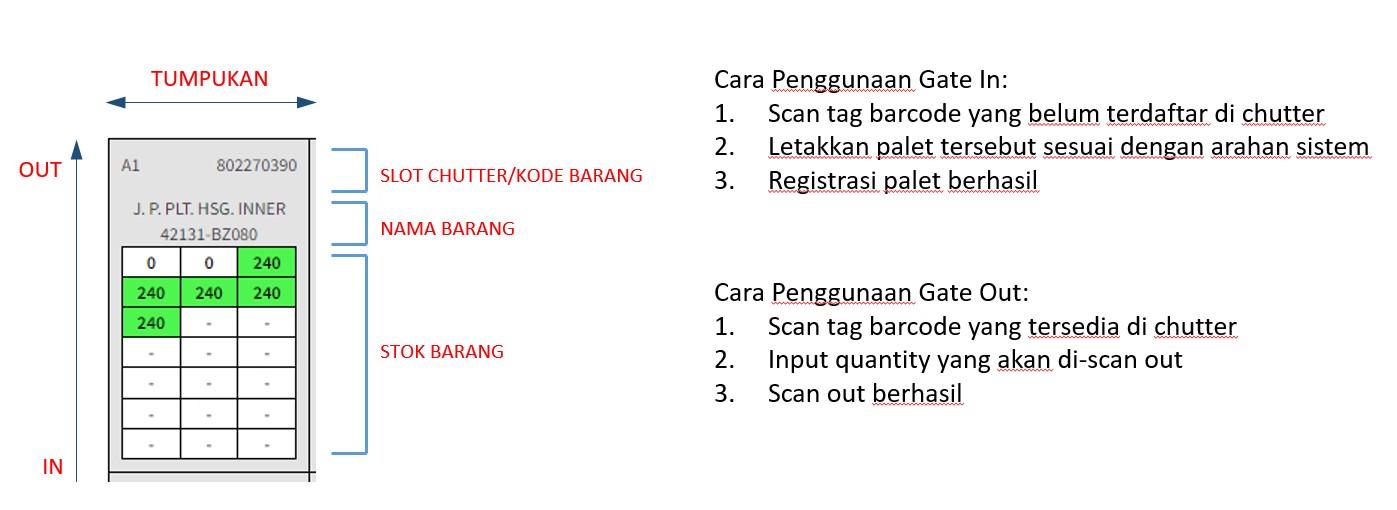 TUMPUKAN
OUT
IN
A1 802270390
J. P. PLT. HSG. INNER
42131-BZ080
0 0 240
240 240 240
240 - -
- - -
- - -
- - -
- - -
SLOT CHUTTER/KODE BARANG
NAMA BARANG
STOK BARANG
Cara Penggunaan Gate In:
1. Scan tag barcode yang belum terdaftar di chutter
2. Letakkan palet tersebut sesuai dengan arahan sistem
3. Registrasi palet berhasil
Cara Penggunaan Gate Out:
1. Scan tag barcode yang tersedia di chutter
2. Input quantity yang akan di-scan out
3. Scan out berhasil